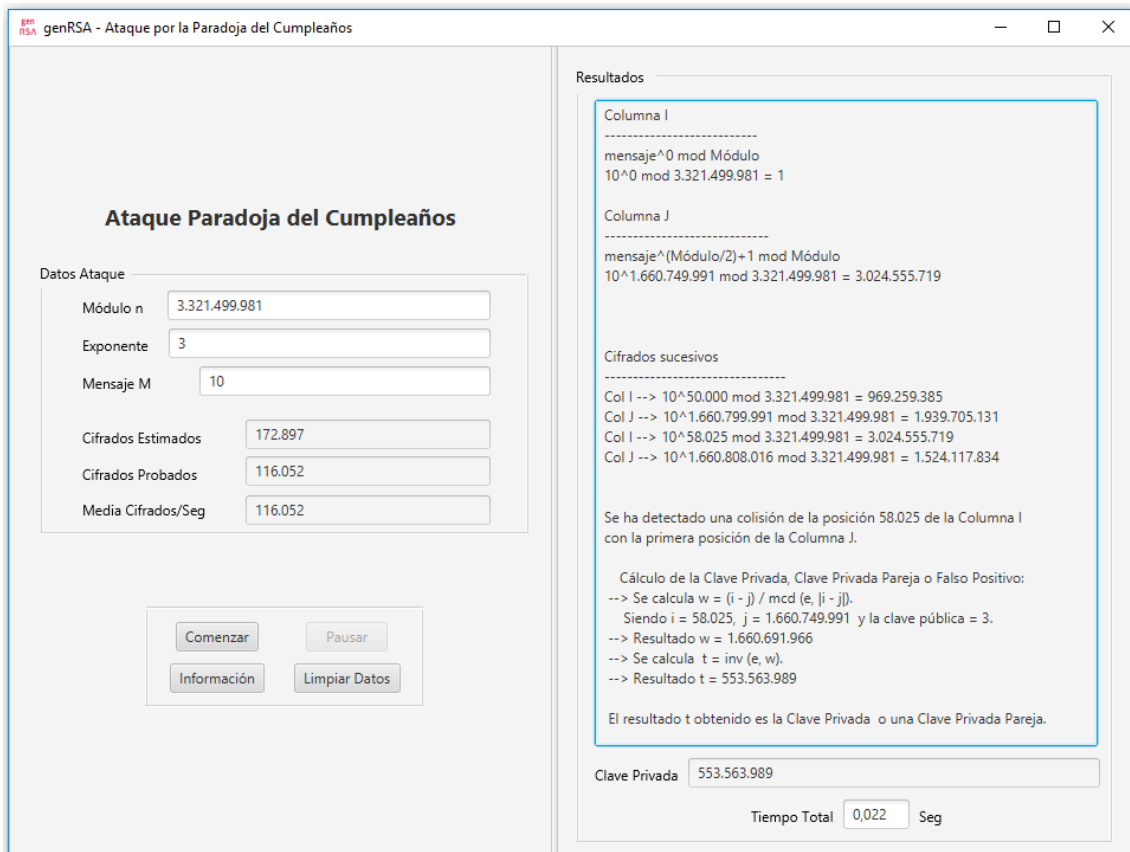 gen
RSA genRSA - Ataque por la Paradoja del Cumpleaños
Ataque Paradoja del Cumpleaños
Datos Ataque
Módulo n 3.321.499.981
Exponente 3
Mensaje M 10
Cifrados Estimados 172.897
Cifrados Probados 116.052
Media Cifrados/Seg 116.052
Comenzar Pausar
Información Limpiar Datos
Resultados
Columna I
---------------------------
mensaje^0 mod Módulo
10^0 mod 3.321.499.981 = 1
Columna J
-----------------------------
mensaje^(Módulo/2)+1 mod Módulo
10^1.660.749.991 mod 3.321.499.981 = 3.024.555.719
Cifrados sucesivos
--------------------------------
Col I --> 10^50.000 mod 3.321.499.981 = 969.259.385
Col J --> 10^1.660.799.991 mod 3.321.499.981 = 1.939.705.131
Col I --> 10^58.025 mod 3.321.499.981 = 3.024.555.719
Col J --> 10^1.660.808.016 mod 3.321.499.981 = 1.524.117.834
Se ha detectado una colisión de la posición 58.025 de la Columna I
con la primera posición de la Columna J.
Cálculo de la Clave Privada, Clave Privada Pareja o Falso Positivo:
--> Se calcula w = (i - j) / mcd (e, |i - j|).
Siendo i = 58.025, j = 1.660.749.991 y la clave pública = 3.
--> Resultado w = 1.660.691.966
--> Se calcula t = inv (e, w).
--> Resultado t = 553.563.989
El resultado t obtenido es la Clave Privada o una Clave Privada Pareja.
Clave Privada 553.563.989
Tiempo Total 0,022 Seg